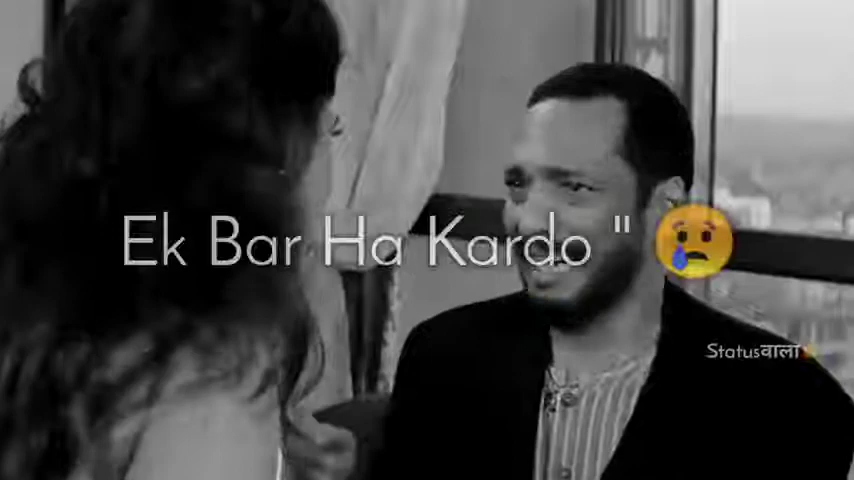 Ek Bar Ha Kardo " 😢
Statusवाला